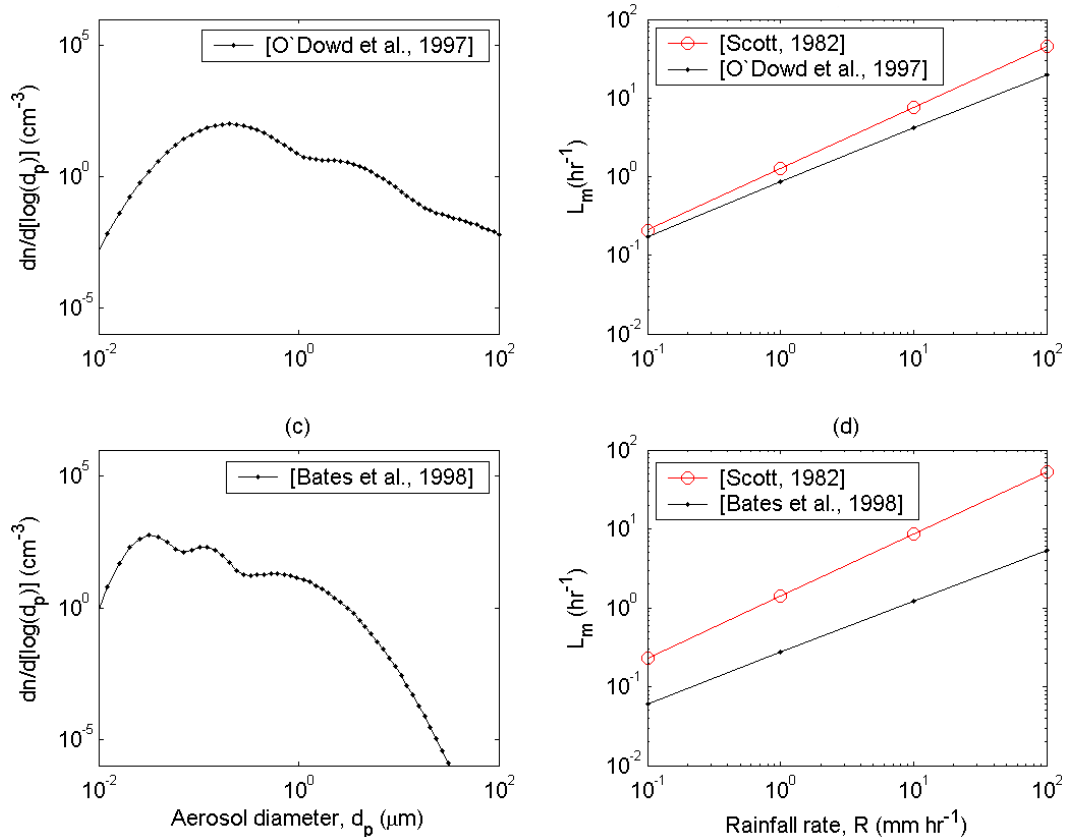 [O`Dowd et al., 1997]
dn/d[log(d_p)] (cm^-3)
10^5
10^0
10^-5
10^-2
10^0
10^2
[Scott, 1982]
[O`Dowd et al., 1997]
L_m(hr^-1)
10^2
10^1
10^0
10^-1
10^-2
10^-1
10^0
10^1
10^2
(c)
[Bates et al., 1998]
dn/d[log(d_p)] (cm^-3)
10^5
10^0
10^-5
10^-2
10^0
10^2
Aerosol diameter, d_p (μm)
(d)
[Scott, 1982]
[Bates et al., 1998]
L_m (hr^-1)
10^2
10^1
10^0
10^-1
10^-2
10^-1
10^0
10^1
10^2
Rainfall rate, R (mm hr^-1)